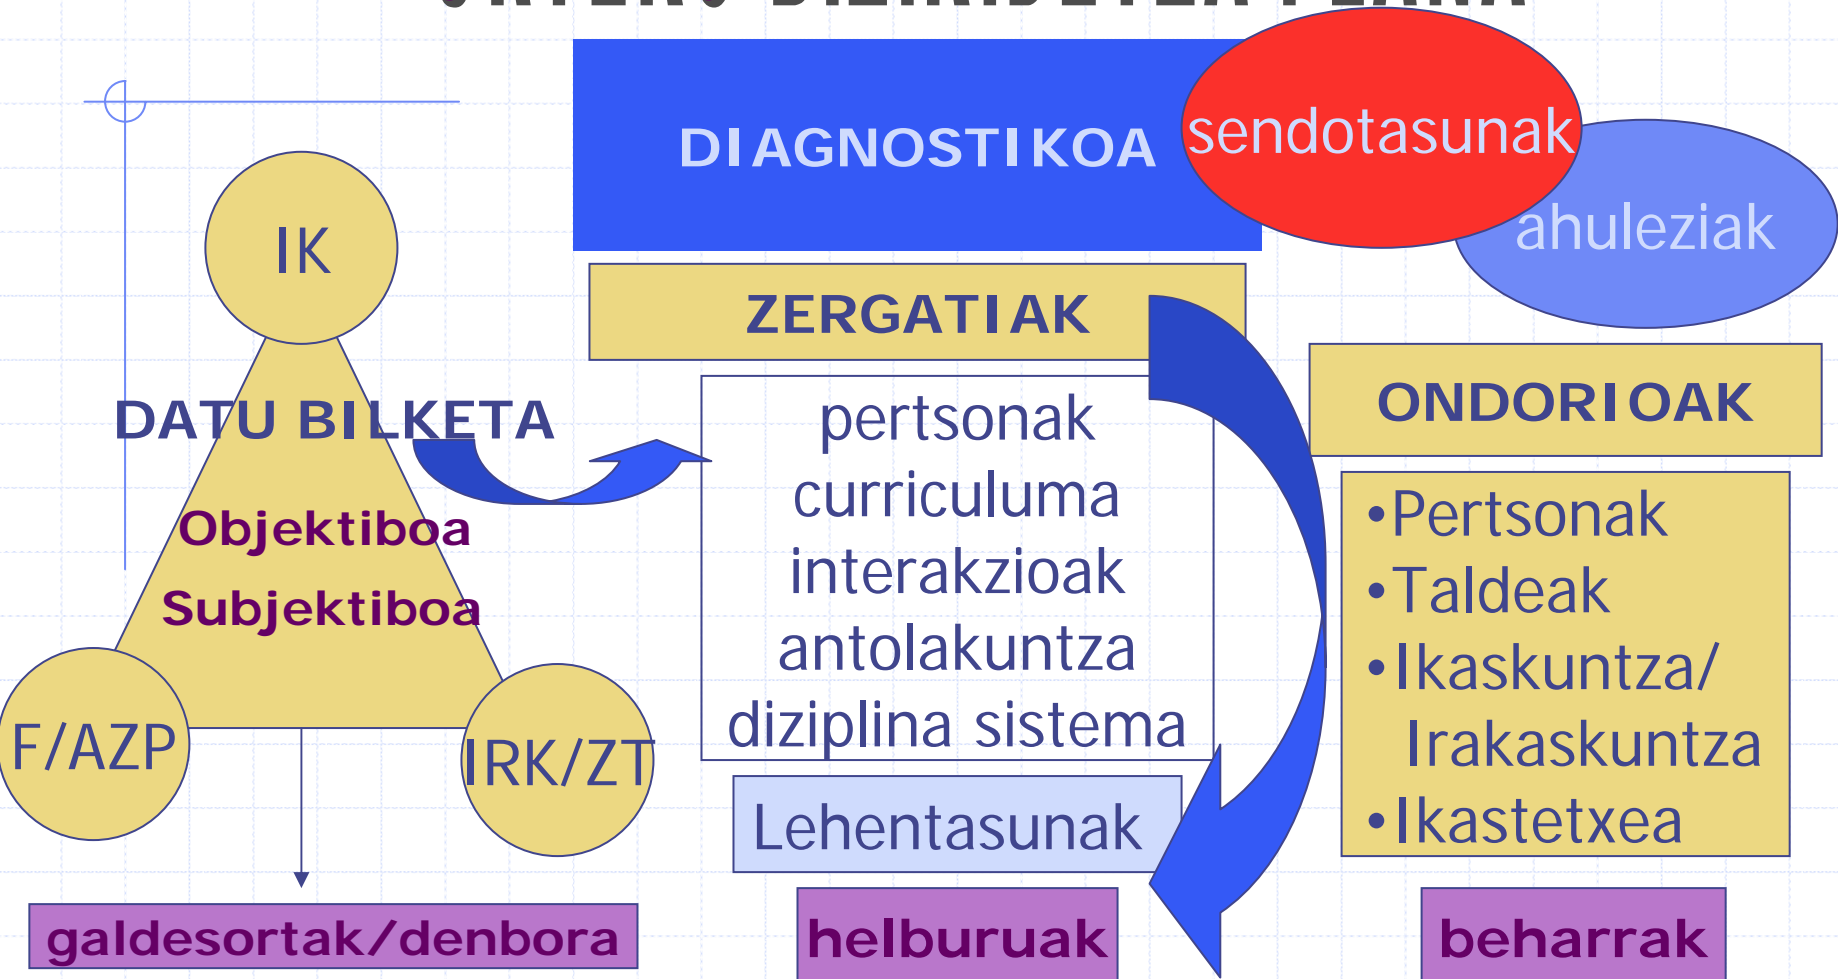 DIAGNOSTIKOA
sendotasunak
ahuleziak
IK
DATU BILKETA
Objektiboa
Subjektiboa
F/AZP
IRK/ZT
galdesortak/denbora
ZERGATIAK
pertsonak
curriculuma
interakzioak
antolakuntza
diziplina sistema
Lehentasunak
helburuak
ONDORIOAK
•Pertsonak
•Taldeak
•Ikaskuntza/
Irakaskuntza
•Ikastetxea
beharrak